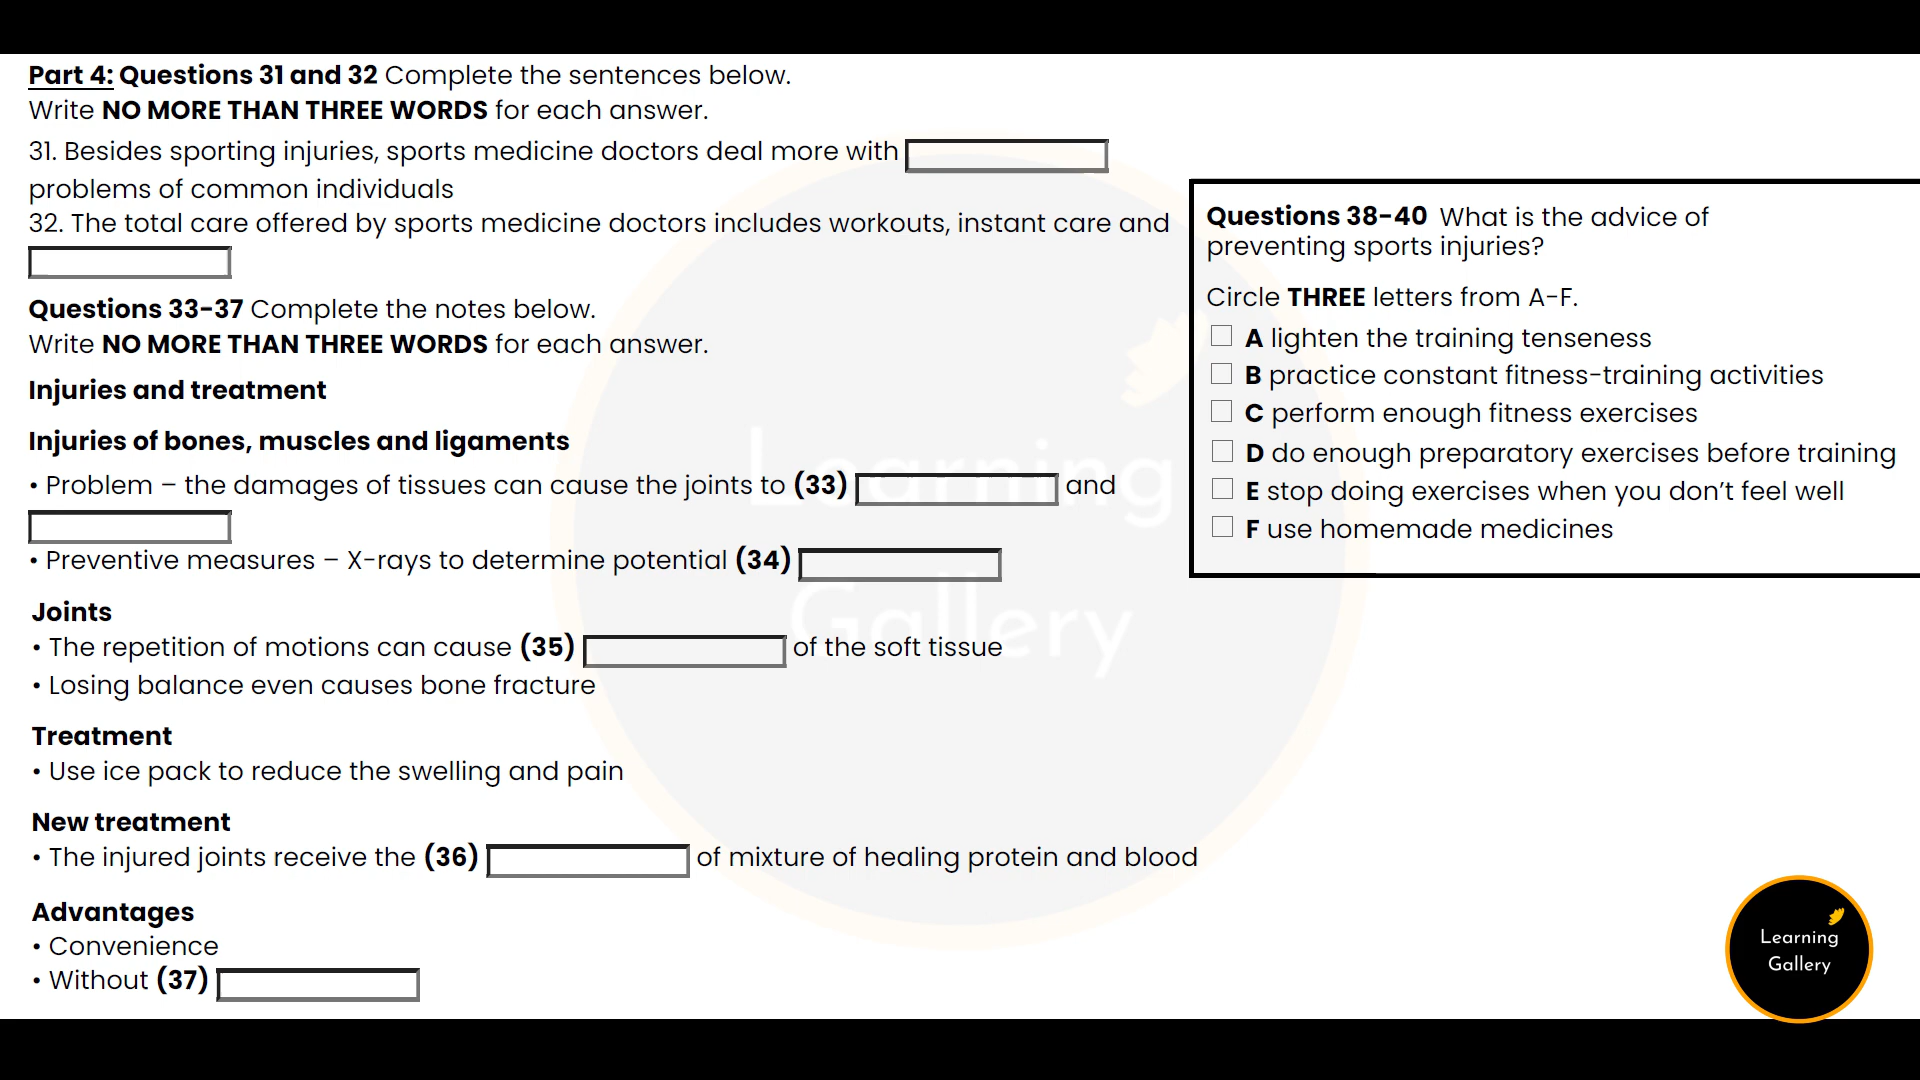 Part 4: Questions 31 and 32 Complete the sentences below.
Write NO MORE THAN THREE WORDS for each answer.
31. Besides sporting injuries, sports medicine doctors deal more with
problems of common individuals
32. The total care offered by sports medicine doctors includes workouts, instant care and
Questions 33-37 Complete the notes below.
Write NO MORE THAN THREE WORDS for each answer.
Injuries and treatment
Injuries of bones, muscles and ligaments
• Problem – the damages of tissues can cause the joints to (33) and
• Preventive measures – X-rays to determine potential (34)
Joints
• The repetition of motions can cause (35) of the soft tissue
• Losing balance even causes bone fracture
Treatment
• Use ice pack to reduce the swelling and pain
New treatment
• The injured joints receive the (36) of mixture of healing protein and blood
Advantages
• Convenience
• Without (37)
Questions 38-40 What is the advice of
preventing sports injuries?
Circle THREE letters from A-F.
A lighten the training tenseness
B practice constant fitness-training activities
C perform enough fitness exercises
D do enough preparatory exercises before training
E stop doing exercises when you don't feel well
F use homemade medicines
Learning
Gallery
Learning
Gallery